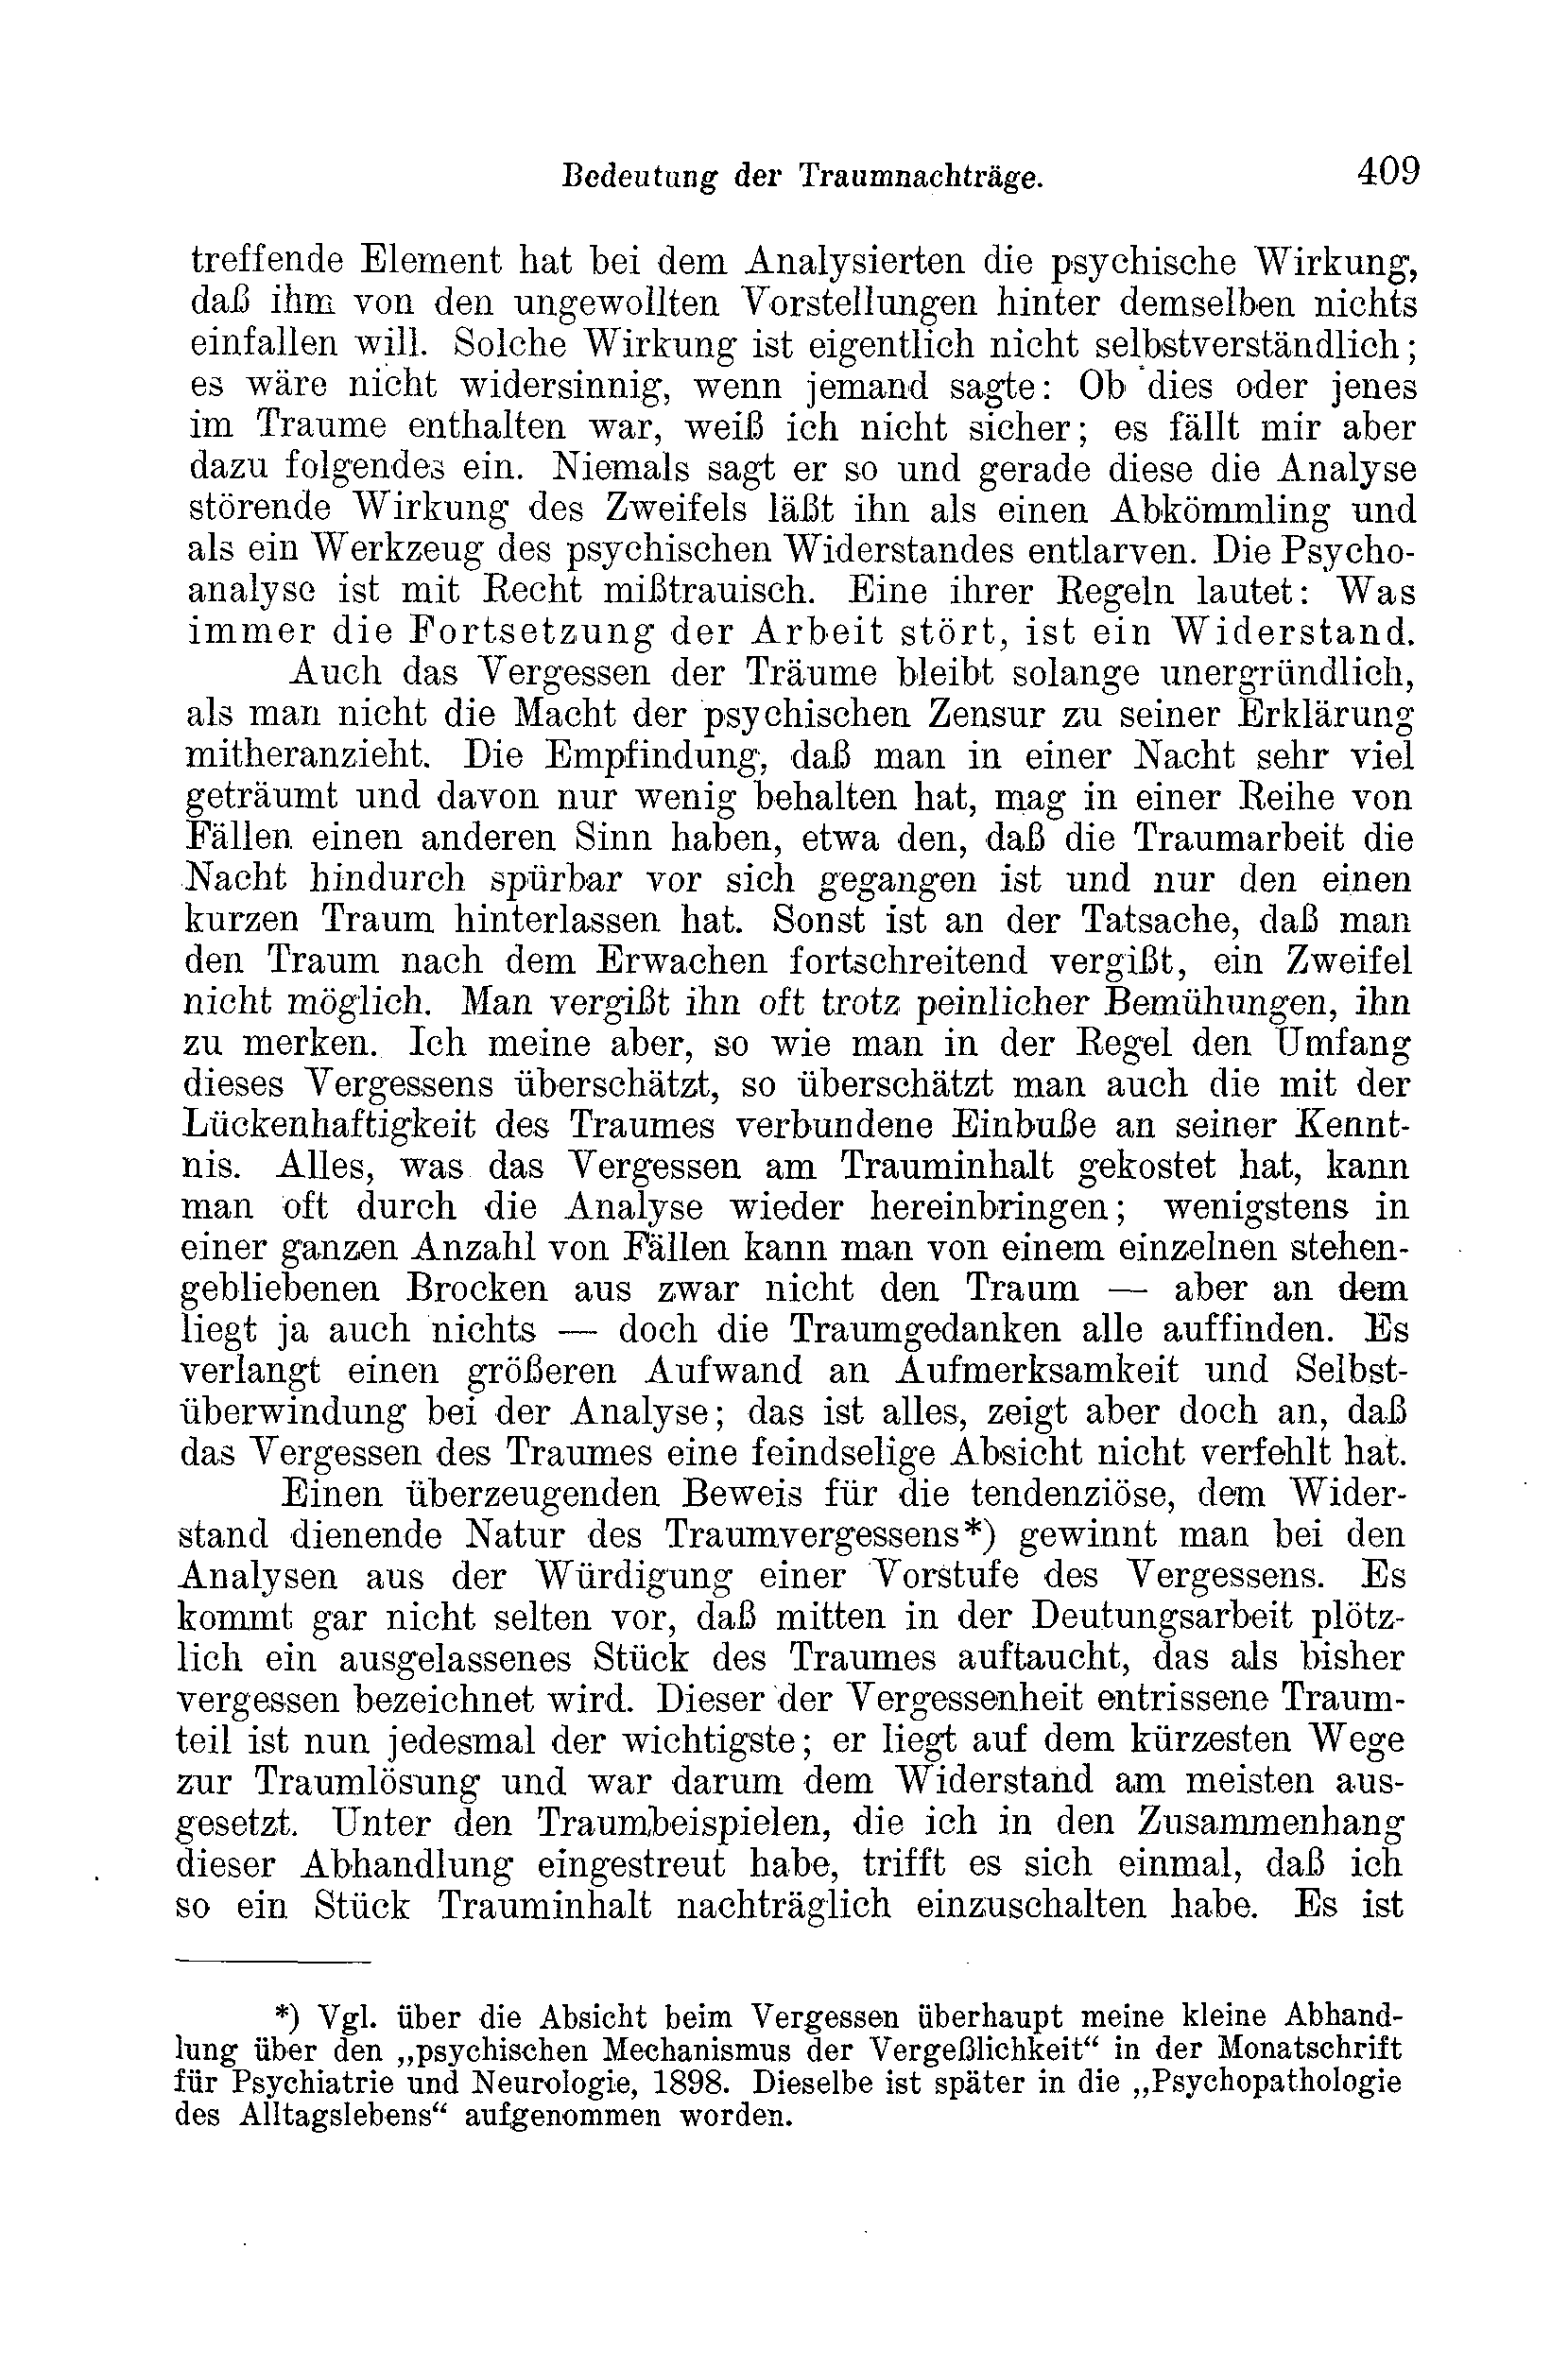 Bedeutung der Traumnachträge. 409
treffende Element hat bei dem Analysierten die psychische Wirkung,
daß ihm von den ungewollten Vorstellungen hinter demselben nichts
einfallen will. Solche Wirkung ist eigentlich nicht selbstverständlich;
es wäre nicht widersinnig, wenn jemand sagte: Ob dies oder jenes
im Traume enthalten war, weiß ich nicht sicher; es fällt mir aber
dazu folgendes ein. Niemals sagt er so und gerade diese die Analyse
störende Wirkung des Zweifels läßt ihn als einen Abkömmling und
als ein Werkzeug des psychischen Widerstandes entlarven. Die Psycho-
analyse ist mit Recht mißtrauisch. Eine ihrer Regeln lautet: Was
immer die Fortsetzung der Arbeit stört, ist ein Widerstand.
Auch das Vergessen der Träume bleibt solange unergründlich,
als man nicht die Macht der psychischen Zensur zu seiner Erklärung
mitheranzieht. Die Empfindung, daß man in einer Nacht sehr viel
geträumt und davon nur wenig behalten hat, mag in einer Reihe von
Fällen einen anderen Sinn haben, etwa den, daß die Traumarbeit die
Nacht hindurch spürbar vor sich gegangen ist und nur den einen
kurzen Traum hinterlassen hat. Sonst ist an der Tatsache, daß man
den Traum nach dem Erwachen fortschreitend vergißt, ein Zweifel
nicht möglich. Man vergißt ihn oft trotz peinlicher Bemühungen, ihn
zu merken. Ich meine aber, so wie man in der Regel den Umfang
dieses Vergessens überschätzt, so überschätzt man auch die mit der
Lückenhaftigkeit des Traumes verbundene Einbuße an seiner Kennt-
nis. Alles, was das Vergessen am Trauminhalt gekostet hat, kann
man oft durch die Analyse wieder hereinbringen; wenigstens in
einer ganzen Anzahl von Fällen kann man von einem einzelnen stehen-
gebliebenen Brocken aus zwar nicht den Traum — aber an dem
liegt ja auch nichts — doch die Traumgedanken alle auffinden. Es
verlangt einen größeren Aufwand an Aufmerksamkeit und Selbst-
überwindung bei der Analyse; das ist alles, zeigt aber doch an, daß
das Vergessen des Traumes eine feindselige Absicht nicht verfehlt hat.
Einen überzeugenden Beweis für die tendenziöse, dem Wider-
stand dienende Natur des Traumvergessens*) gewinnt man bei den
Analysen aus der Würdigung einer Vorstufe des Vergessens. Es
kommt gar nicht selten vor, daß mitten in der Deutungsarbeit plötz-
lich ein ausgelassenes Stück des Traumes auftaucht, das als bisher
vergessen bezeichnet wird. Dieser der Vergessenheit entrissene Traum-
teil ist nun jedesmal der wichtigste; er liegt auf dem kürzesten Wege
zur Traumlösung und war darum dem Widerstand am meisten aus-
gesetzt. Unter den Traumbeispielen, die ich in den Zusammenhang
dieser Abhandlung eingestreut habe, trifft es sich einmal, daß ich
so ein Stück Trauminhalt nachträglich einzuschalten habe. Es ist
*) Vgl. über die Absicht beim Vergessen überhaupt meine kleine Abhand-
lung über den „psychischen Mechanismus der Vergeßlichkeit“ in der Monatschrift
für Psychiatrie und Neurologie, 1898. Dieselbe ist später in die „Psychopathologie
des Alltagslebens“ aufgenommen worden.